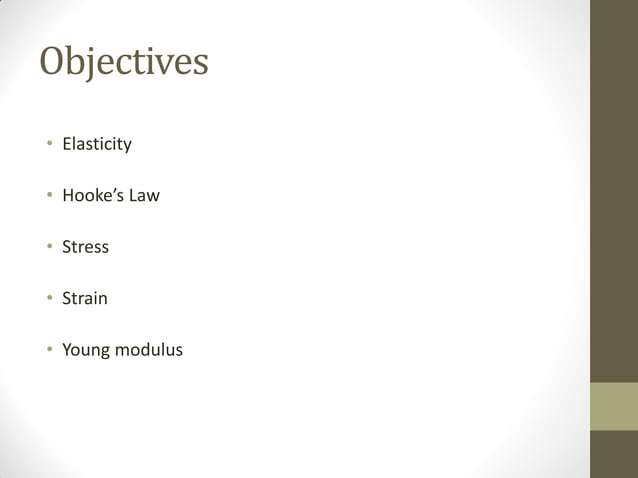 Objectives
• Elasticity
• Hooke’s Law
• Stress
• Strain
• Young modulus